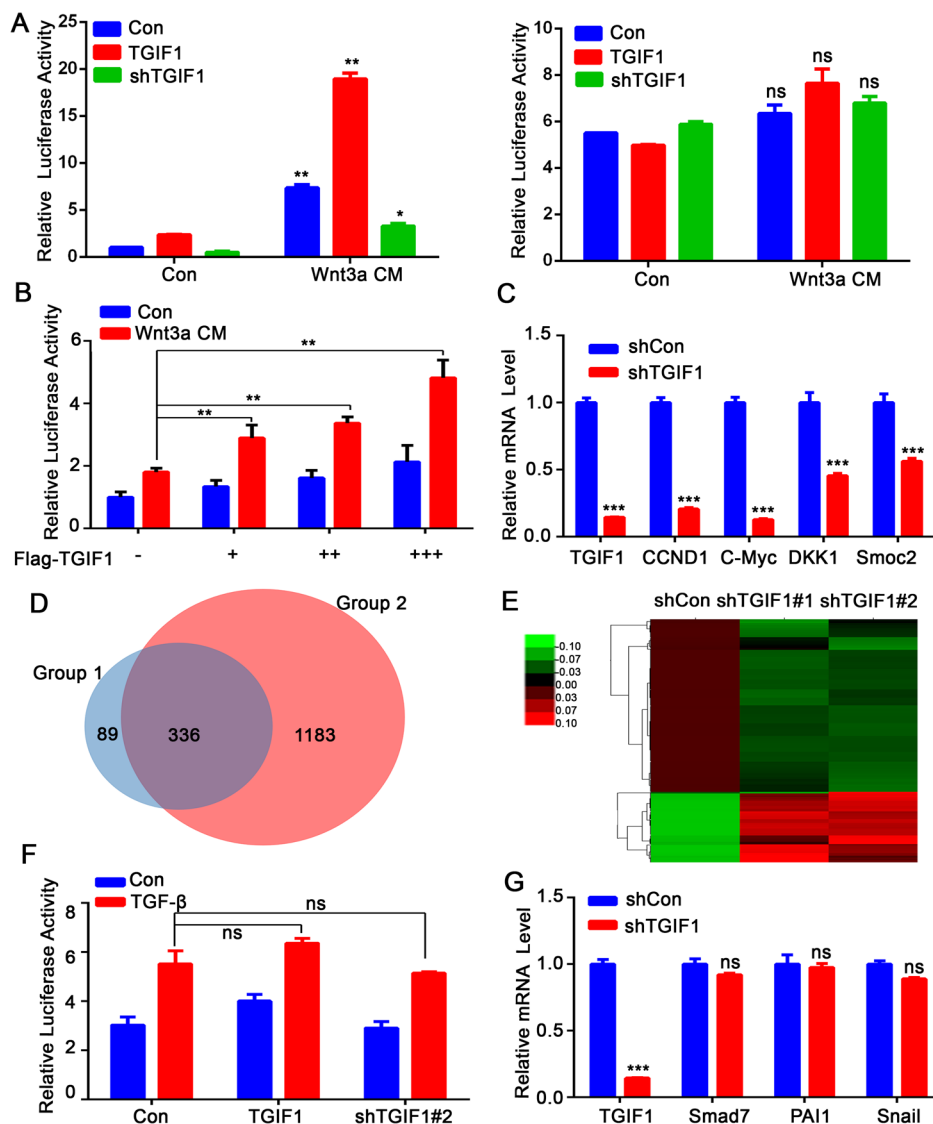 A
Relative Luciferase Activity
25
20
15
10
5
0
Con
TGIF1
shTGIF1
**
**
*
Con
Wnt3a CM
Relative Luciferase Activity
10
8
6
4
2
0
Con
TGIF1
shTGIF1
ns
ns
ns
Con
Wnt3a CM
B
Relative Luciferase Activity
6
4
2
0
Con
Wnt3a CM
**
**
**
Flag-TGIF1 - + ++ +++
C
Relative mRNA Level
1.5
1.0
0.5
0.0
shCon
shTGIF1
***
***
***
***
***
TGIF1 CCND1 C-Myc DKK1 Smoc2
D
Group 1
Group 2
89 336 1183
E
shCon shTGIF1#1 shTGIF1#2
-0.10
-0.07
-0.03
0.00
0.03
0.07
0.10
F
Relative Luciferase Activity
8
6
4
2
0
Con
TGF-β
ns
ns
Con TGIF1 shTGIF1#2
G
Relative mRNA Level
1.5
1.0
0.5
0.0
shCon
shTGIF1
***
ns
ns
ns
TGIF1 Smad7 PAI1 Snail